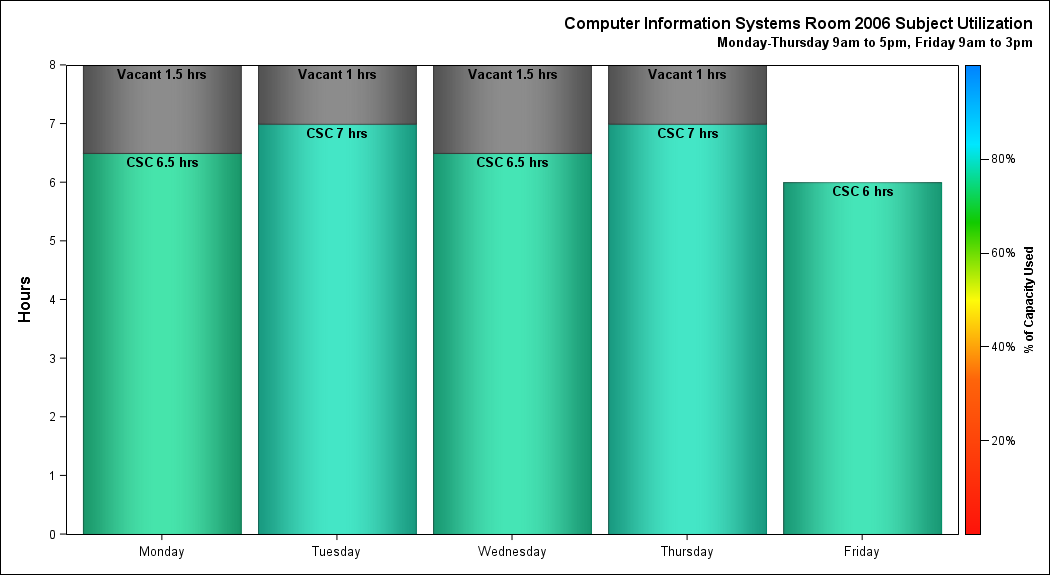 Computer Information Systems Room 2006 Subject Utilization
Monday-Thursday 9am to 5pm, Friday 9am to 3pm
Hours
8
7
6
5
4
3
2
1
0
Vacant 1.5 hrs
CSC 6.5 hrs
Vacant 1 hrs
CSC 7 hrs
Vacant 1.5 hrs
CSC 6.5 hrs
Vacant 1 hrs
CSC 7 hrs
CSC 6 hrs
Monday
Tuesday
Wednesday
Thursday
Friday
80%
60%
40%
20%
% of Capacity Used